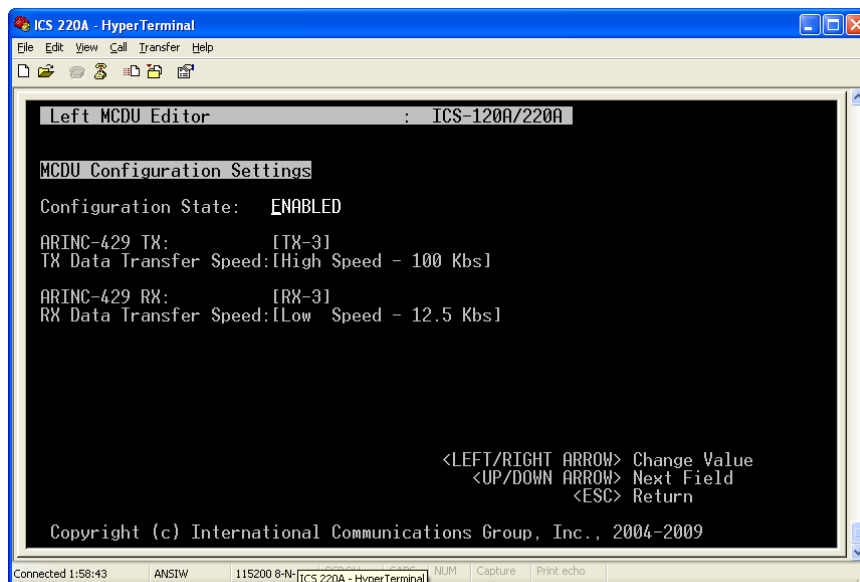 ICS 220A - HyperTerminal
File Edit View Call Transfer Help
Left MCDU Editor : ICS-120A/220A
MCDU Configuration Settings
Configuration State: ENABLED
ARINC-429 TX: [TX-3]
TX Data Transfer Speed:[High Speed - 100 Kbs]
ARINC-429 RX: [RX-3]
RX Data Transfer Speed:[Low Speed - 12.5 Kbs]
<LEFT/RIGHT ARROW> Change Value
<UP/DOWN ARROW> Next Field
<ESC> Return
Copyright (c) International Communications Group, Inc., 2004-2009
Connected 1:58:43 ANSIW 115200 8-N- NUM Capture Print echo
ICS 220A - HyperTerminal